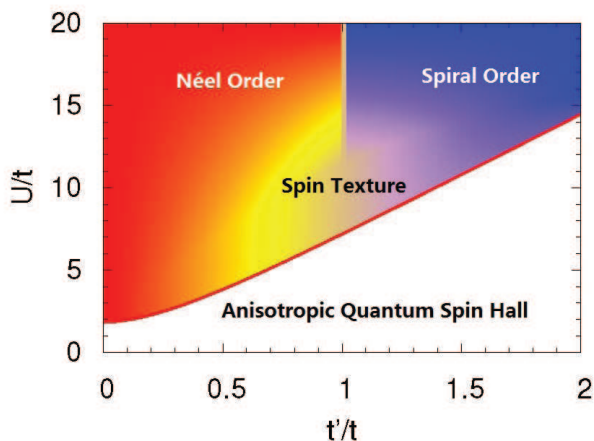 20
Néel Order
Spiral Order
15
U/t
10
Spin Texture
5
Anisotropic Quantum Spin Hall
0
0
0.5
1
1.5
2
t'/t